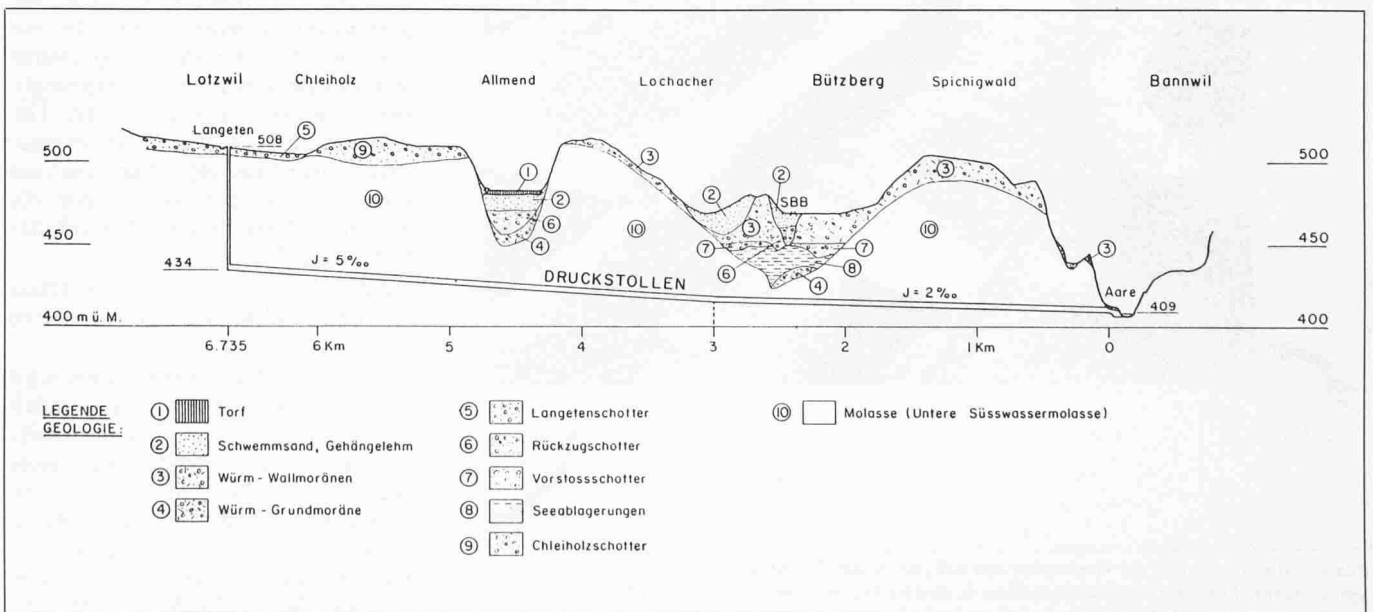 Lotzwil Chleiholz Allmend Lochacher Bützberg Spichigwald Bannwil
Langeten 508 ⑤ ③ ② ② SBB
500 ⑨ ① ③ 500
⑩ ② ③ ⑩ ⑩
⑥ ⑦ ⑦ ③
450 ④ ⑥ ⑧ 450
434 J = 5‰ DRUCKSTOLLEN ④ J = 2‰ Aare 409
400 m ü. M. 400
6.735 6 Km 5 4 3 2 1 Km 0
LEGENDE
GEOLOGIE:
① Torf
② Schwemmsand, Gehängelehm
③ Würm - Wallmoränen
④ Würm - Grundmoräne
⑤ Langetenschotter
⑥ Rückzugschotter
⑦ Vorstossschotter
⑧ Seeablagerungen
⑨ Chleiholzschotter
⑩ Molasse (Untere Süsswassermolasse)